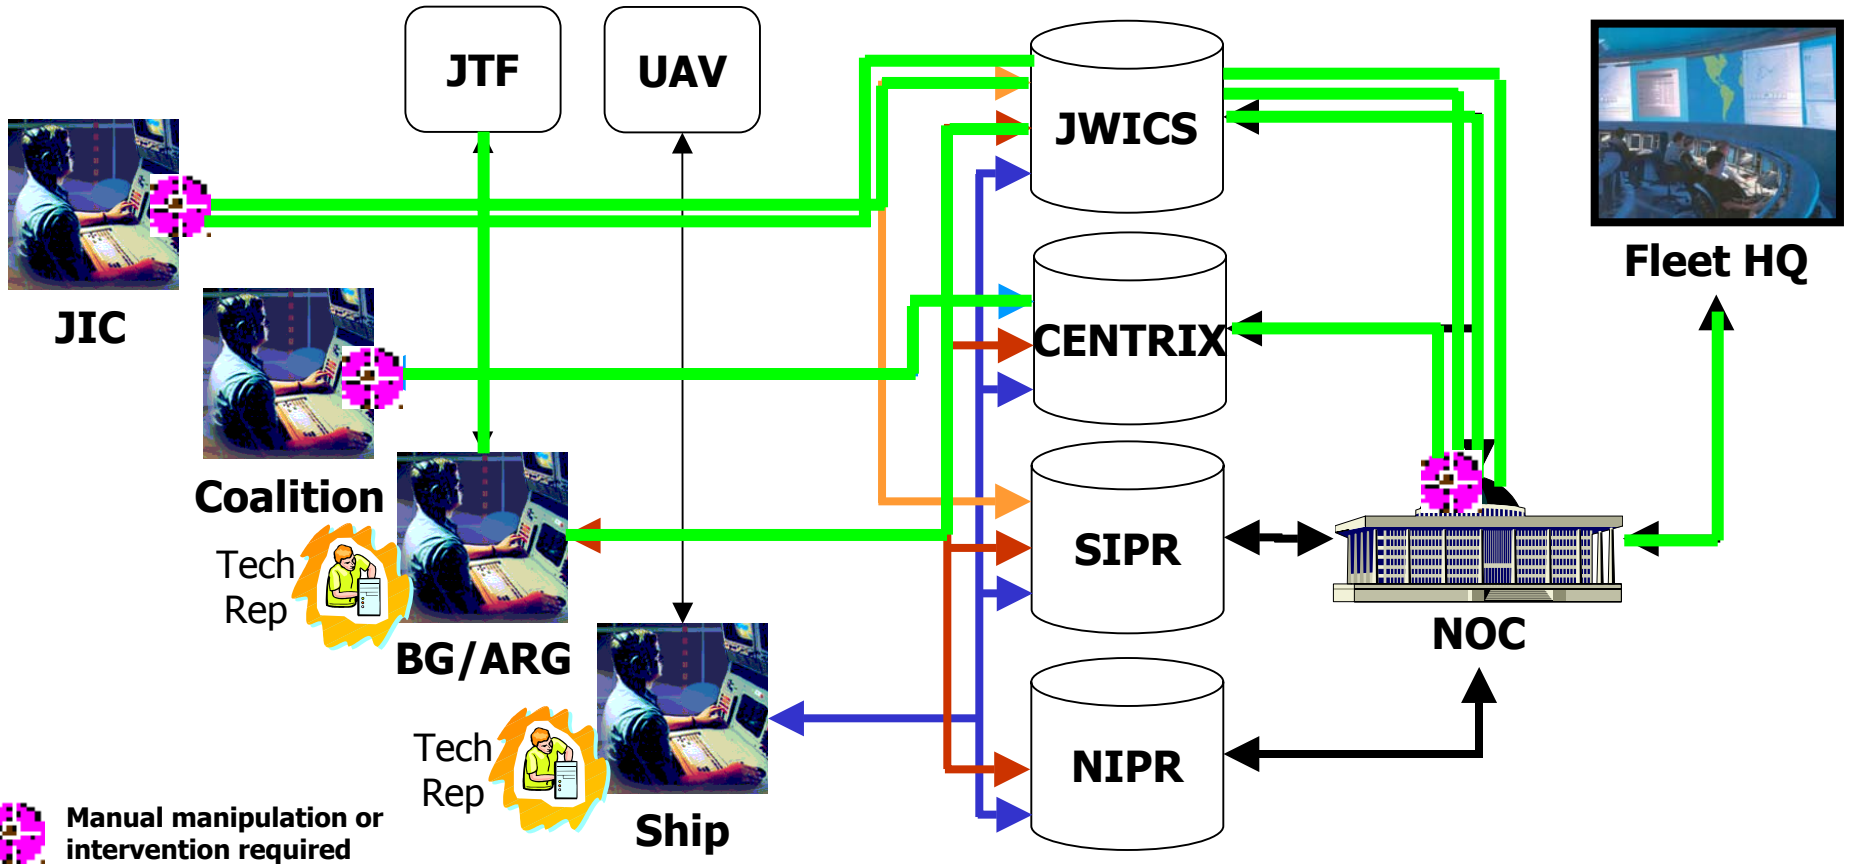 JTF
UAV
JWICS
Fleet HQ
JIC
CENTRIX
Coalition
Tech
Rep
SIPR
BG/ARG
NOC
Tech
Rep
NIPR
Ship
Manual manipulation or
intervention required